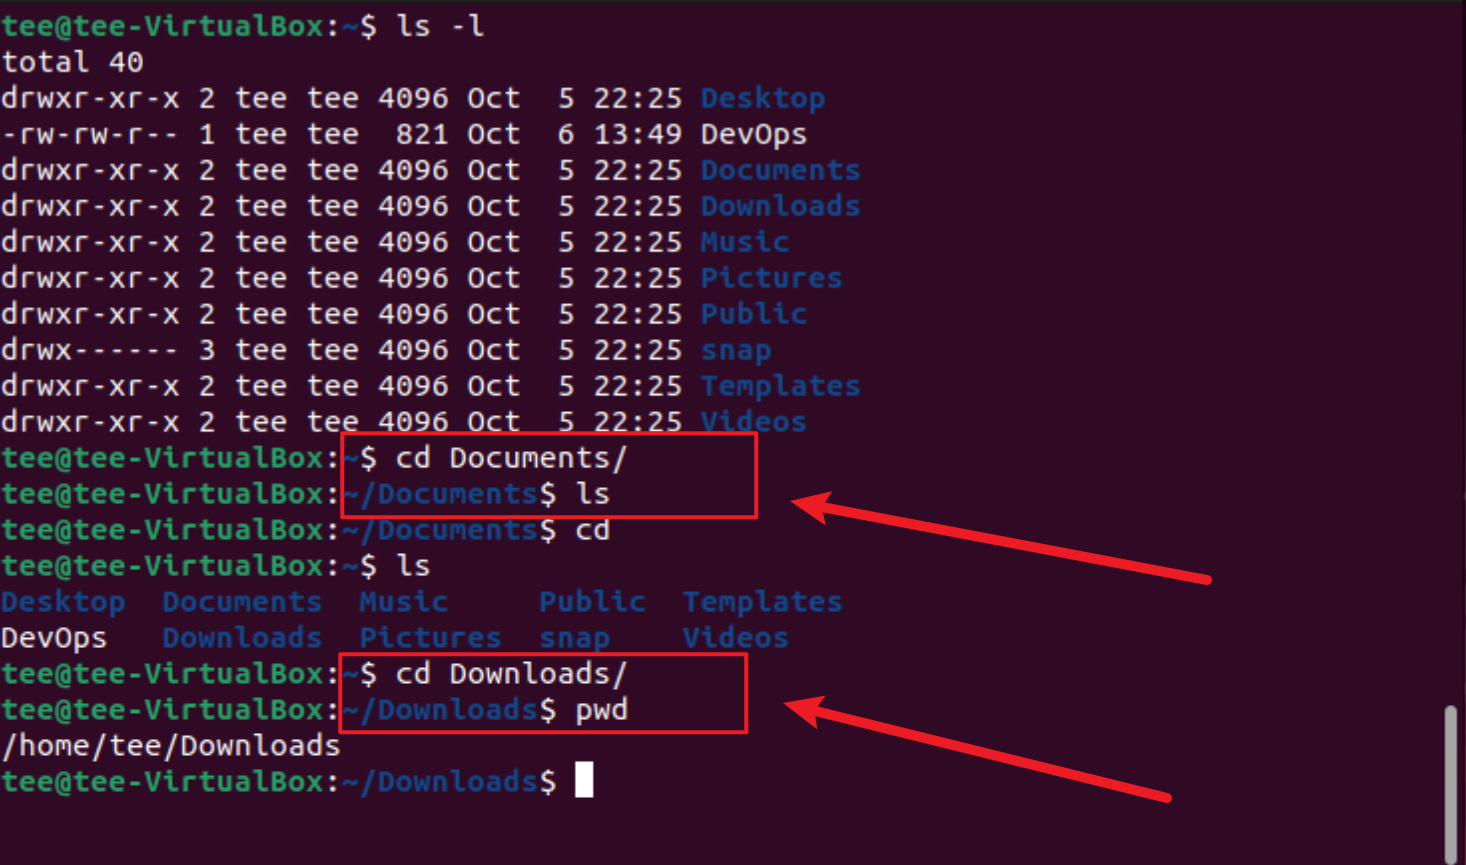 tee@tee-VirtualBox:~$ ls -l
total 40
drwxr-xr-x 2 tee tee 4096 Oct  5 22:25 Desktop
-rw-rw-r-- 1 tee tee  821 Oct  6 13:49 DevOps
drwxr-xr-x 2 tee tee 4096 Oct  5 22:25 Documents
drwxr-xr-x 2 tee tee 4096 Oct  5 22:25 Downloads
drwxr-xr-x 2 tee tee 4096 Oct  5 22:25 Music
drwxr-xr-x 2 tee tee 4096 Oct  5 22:25 Pictures
drwxr-xr-x 2 tee tee 4096 Oct  5 22:25 Public
drwx------ 3 tee tee 4096 Oct  5 22:25 snap
drwxr-xr-x 2 tee tee 4096 Oct  5 22:25 Templates
drwxr-xr-x 2 tee tee 4096 Oct  5 22:25 Videos
tee@tee-VirtualBox:~$ cd Documents/
tee@tee-VirtualBox:~/Documents$ ls
tee@tee-VirtualBox:~/Documents$ cd
tee@tee-VirtualBox:~$ ls
Desktop  Documents  Music     Public  Templates
DevOps   Downloads  Pictures  snap    Videos
tee@tee-VirtualBox:~$ cd Downloads/
tee@tee-VirtualBox:~/Downloads$ pwd
/home/tee/Downloads
tee@tee-VirtualBox:~/Downloads$